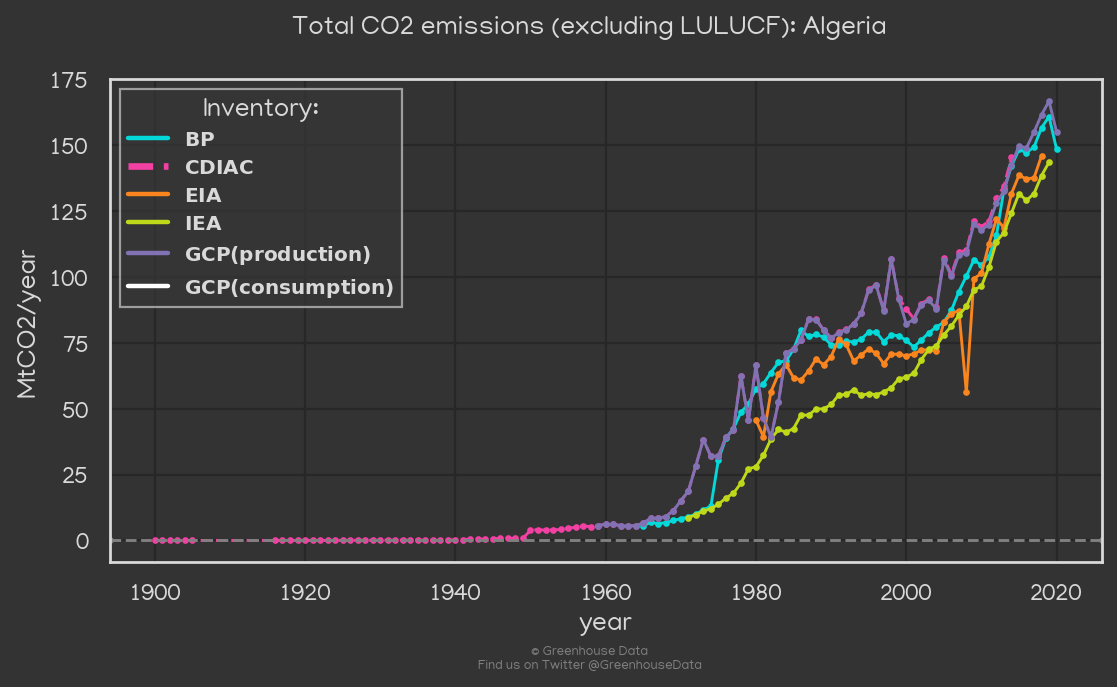 Total CO2 emissions (excluding LULUCF): Algeria
175
150
125
100
75
50
25
0
MtCO2/year
Inventory:
BP
CDIAC
EIA
IEA
GCP(production)
GCP(consumption)
1900
1920
1940
1960
1980
2000
2020
year
© Greenhouse Data
Find us on Twitter @GreenhouseData